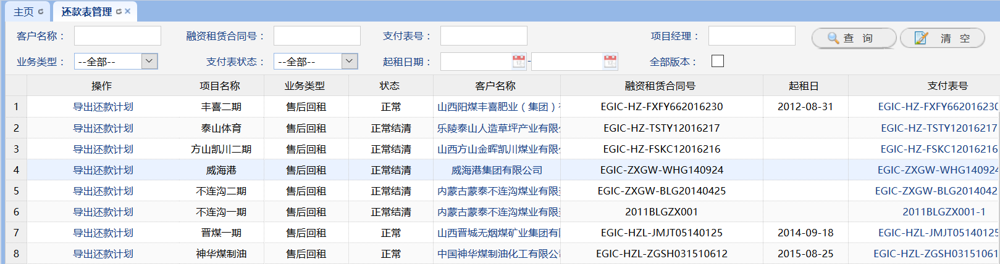 主页 还款表管理
客户名称： 融资租赁合同号： 支付表号： 项目经理： 查 询 清 空
业务类型： --全部-- 支付表状态： --全部-- 起租日期： - 全部版本：
操作 项目名称 业务类型 状态 客户名称 融资租赁合同号 起租日 支付表号
1 导出还款计划 丰喜二期 售后回租 正常 山西阳煤丰喜肥业（集团） EGIC-HZ-FXFY662016230 2012-08-31 EGIC-HZ-FXFY662016230
2 导出还款计划 泰山体育 售后回租 正常结清 乐陵泰山人造草坪产业有限 EGIC-HZ-TSTY12016217 EGIC-HZ-TSTY12016217
3 导出还款计划 方山凯川二期 售后回租 正常结清 山西方山金晖凯川煤业有限 EGIC-HZ-FSKC12016216 EGIC-HZ-FSKC12016216
4 导出还款计划 威海港 售后回租 正常结清 威海港集团有限公司 EGIC-ZXGW-WHG140924 EGIC-ZXGW-WHG140924
5 导出还款计划 不连沟二期 售后回租 正常结清 内蒙古蒙泰不连沟煤业有限 EGIC-ZXGW-BLG20140425 EGIC-ZXGW-BLG2014042
6 导出还款计划 不连沟一期 售后回租 正常结清 内蒙古蒙泰不连沟煤业有限 2011BLGZX001 2011BLGZX001-1
7 导出还款计划 晋煤一期 售后回租 正常 山西晋城无烟煤矿业集团有 EGIC-HZL-JMJT05140125 2014-09-18 EGIC-HZL-JMJT05140125
8 导出还款计划 神华煤制油 售后回租 正常 中国神华煤制油化工有限公 EGIC-HZL-ZGSH031510612 2015-08-25 EGIC-HZL-ZGSH03151061